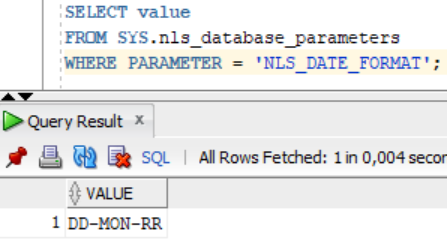 SELECT value
FROM SYS.nls_database_parameters
WHERE PARAMETER = 'NLS_DATE_FORMAT';
Query Result x
SQL | All Rows Fetched: 1 in 0,004 secon
VALUE
1 DD-MON-RR